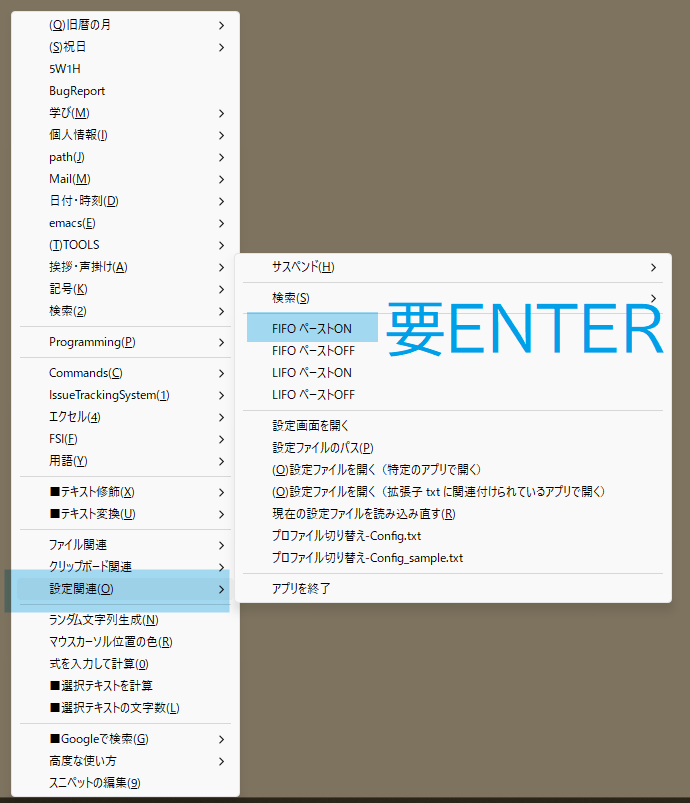 (Q)旧暦の月
(S)祝日
5W1H
BugReport
学び(M)
個人情報(I)
path(J)
Mail(M)
日付・時刻(D)
emacs(E)
(T)TOOLS
挨拶・声掛け(A)
記号(K)
検索(2)
Programming(P)
Commands(C)
IssueTrackingSystem(1)
エクセル(4)
FSI(F)
用語(Y)
■テキスト修飾(X)
■テキスト変換(U)
ファイル関連
クリップボード関連
設定関連(O)
ランダム文字列生成(N)
マウスカーソル位置の色(R)
式を入力して計算(0)
■選択テキストを計算
■選択テキストの文字数(L)
■Googleで検索(G)
高度な使い方
スニペットの編集(9)
サスペンド(H)
検索(S)
FIFO ペーストON
要ENTER
FIFO ペーストOFF
LIFO ペーストON
LIFO ペーストOFF
設定画面を開く
設定ファイルのパス(P)
(O)設定ファイルを開く（特定のアプリで開く）
(O)設定ファイルを開く（拡張子 txt に関連付けられているアプリで開く）
現在の設定ファイルを読み込み直す(R)
プロファイル切り替え-Config.txt
プロファイル切り替え-Config_sample.txt
アプリを終了